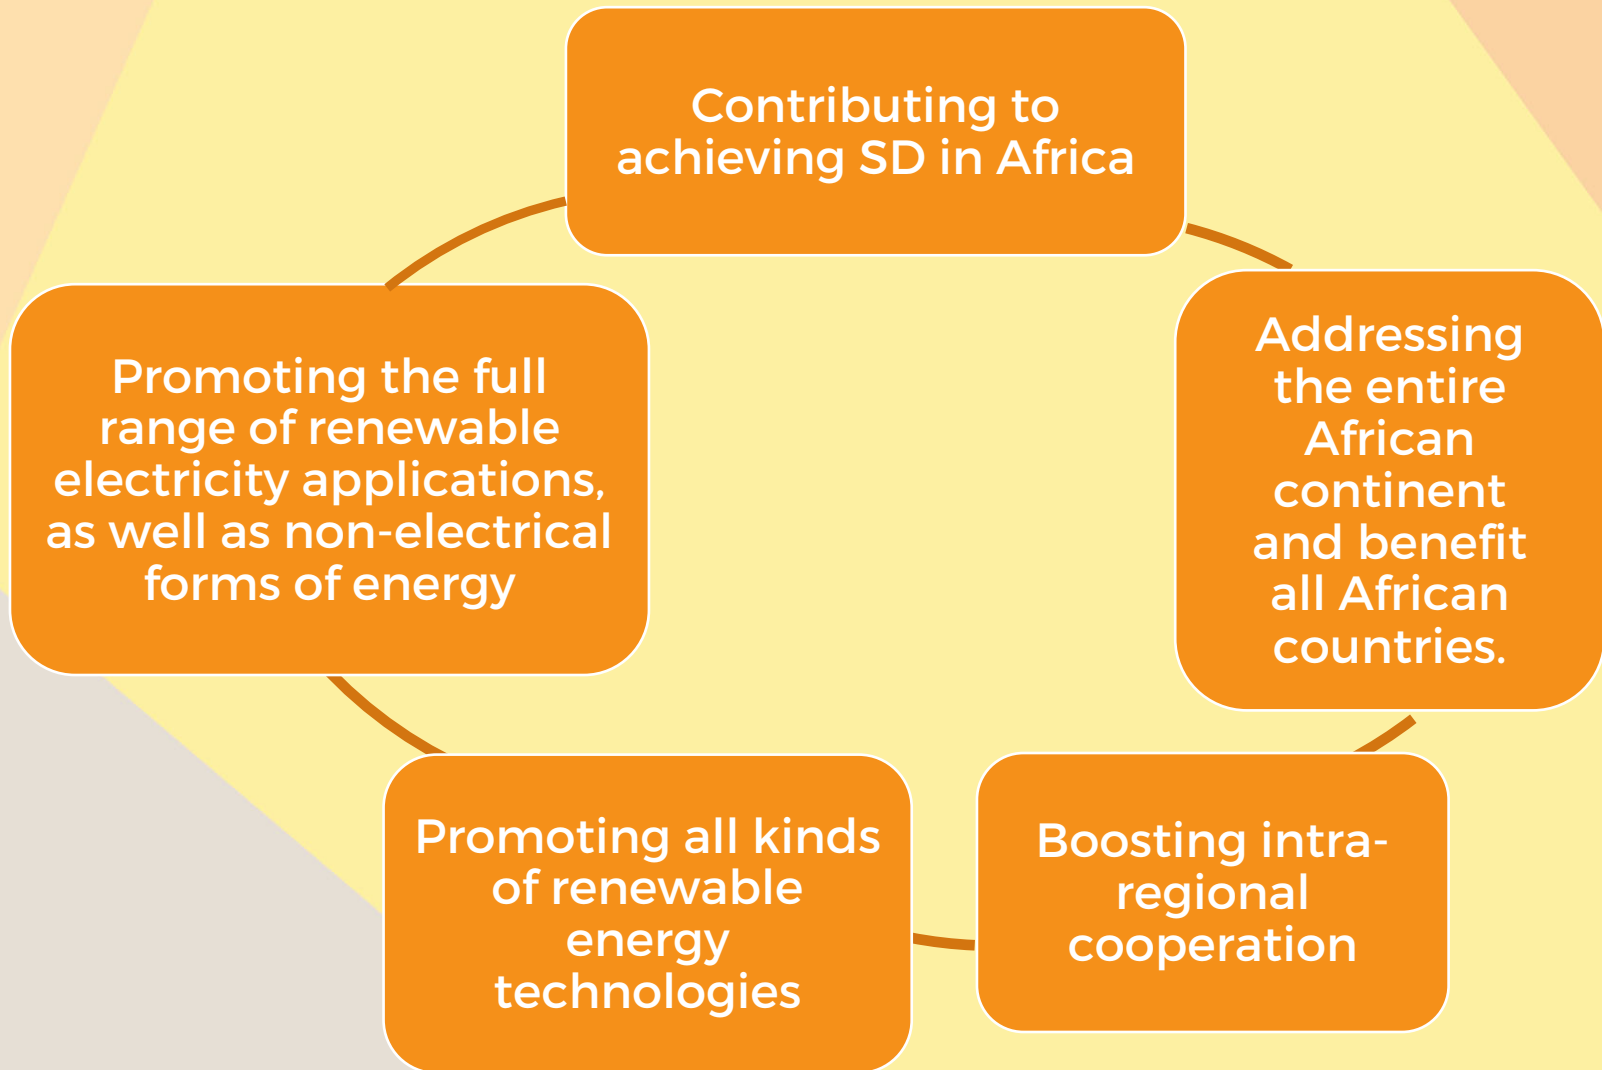 Contributing to
achieving SD in Africa
Addressing
the entire
African
continent
and benefit
all African
countries.
Boosting intra-
regional
cooperation
Promoting all kinds
of renewable
energy
technologies
Promoting the full
range of renewable
electricity applications,
as well as non-electrical
forms of energy